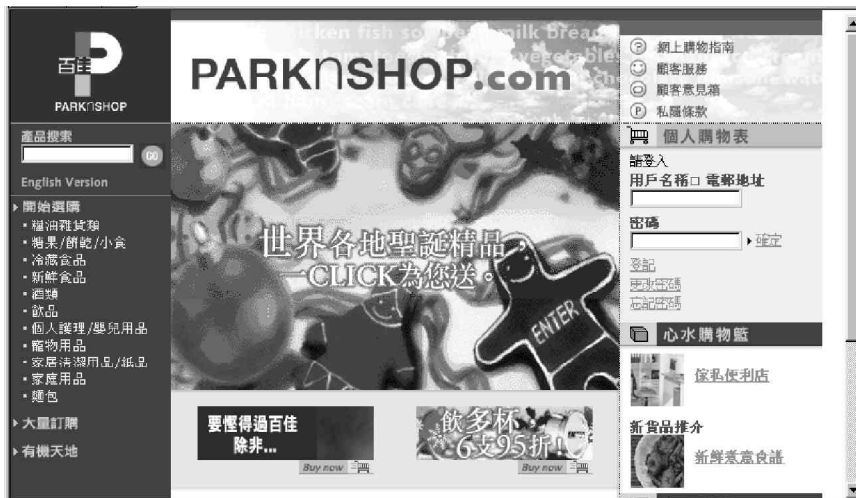 百佳
PARKNSHOP
產品搜索
GO
English Version
開始選購
糧油雜貨類
糖果/餅乾/小食
冷藏食品
新鮮食品
酒類
飲品
個人護理/嬰兒用品
寵物用品
家居清潔用品/紙品
家庭用品
麵包
大量訂購
有機天地
chicken fish so milk bread
vegetables
PARKNSHOP.com
世界各地聖誕精品，
一CLICK為您送。
ENTER
要慳得過百佳
除非...
Buy now
飲多杯
6支95折!
Buy now
網上購物指南
顧客服務
顧客意見箱
私隱條款
個人購物表
請登入
用戶名稱□ 電郵地址
密碼
確定
登記
更改密碼
忘記密碼
心水購物籃
傢私便利店
新貨品推介
新鮮煮意食譜